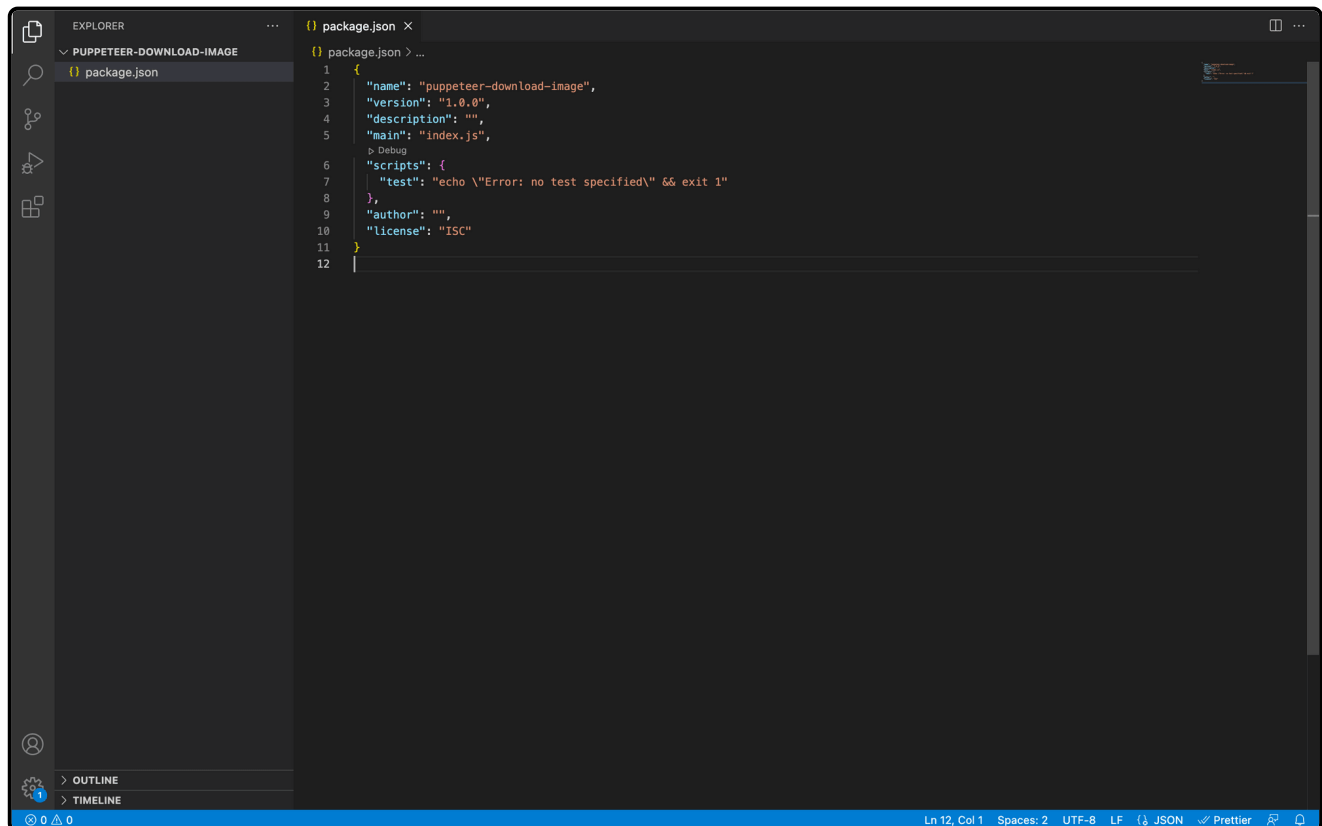 EXPLORER
PUPPETEER-DOWNLOAD-IMAGE
{} package.json
OUTLINE
TIMELINE
{} package.json
{} package.json > ...
1 {
2 "name": "puppeteer-download-image",
3 "version": "1.0.0",
4 "description": "",
5 "main": "index.js",
Debug
6 "scripts": {
7 "test": "echo \"Error: no test specified\" && exit 1"
8 },
9 "author": "",
10 "license": "ISC"
11 }
12
1
0 0
Ln 12, Col 1 Spaces: 2 UTF-8 LF {} JSON Prettier